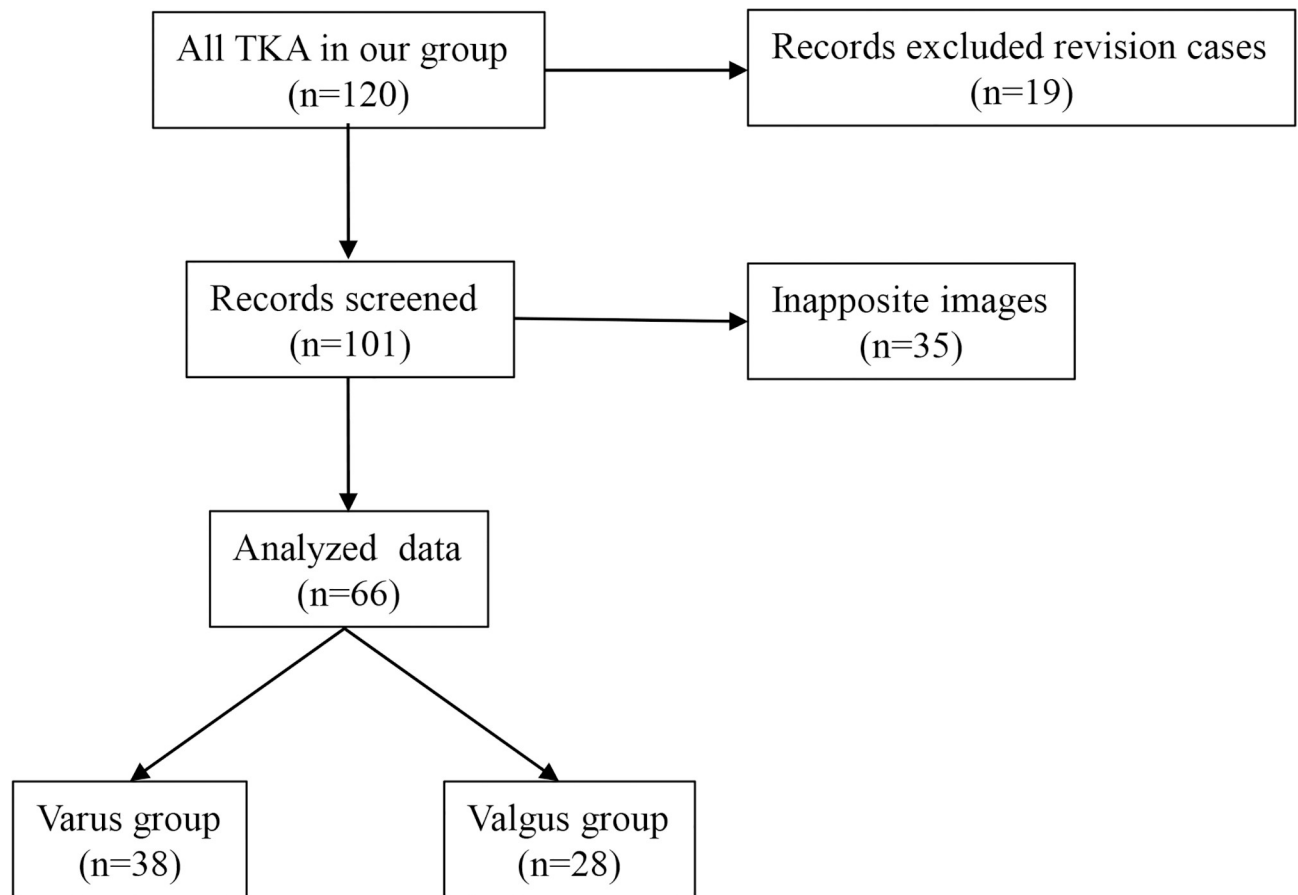 All TKA in our group
(n=120)
Records excluded revision cases
(n=19)
Records screened
(n=101)
Inapposite images
(n=35)
Analyzed  data
(n=66)
Varus group
(n=38)
Valgus group
(n=28)